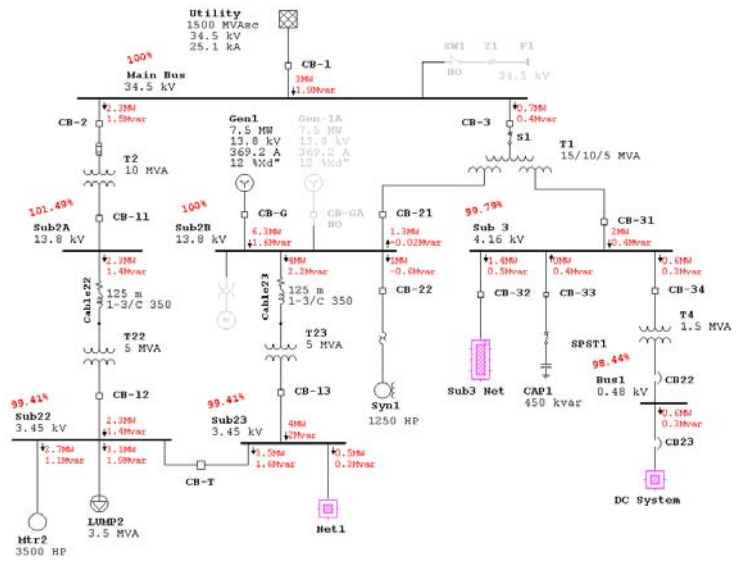 Utility
1500 MVAsc
34.5 kV
25.1 kA
CB-1
SW1 Z1 F1
NO
34.5 kV
100%
Main Bus
34.5 kV
3MW
1.9Mvar
CB-2
2.3MW
1.5Mvar
T2
10 MVA
Gen1
7.5 MW
13.8 kV
369.2 A
12 %Xd"
Gen-1A
7.5 MW
13.8 kV
369.2 A
12 %Xd"
CB-3
0.7MW
0.4Mvar
S1
T1
15/10/5 MVA
101.49%
Sub2A
13.8 kV
CB-11
2.3MW
1.4Mvar
100%
Sub2B
13.8 kV
CB-G
6.3MW
1.6Mvar
CB-GA
NO
CB-21
1.3MW
-0.02Mvar
99.79%
Sub 3
4.16 kV
CB-31
2MW
0.4Mvar
Cable22
125 m
1-3/C 350
M
Cable23
4MW
2.2Mvar
125 m
1-3/C 350
1MW
-0.6Mvar
CB-22
1.4MW
0.5Mvar
CB-32
0MW
0.4Mvar
CB-33
0.6MW
0.3Mvar
CB-34
T22
5 MVA
T23
5 MVA
T4
1.5 MVA
SPST1
98.44%
Bus1
0.48 kV
CB22
CB-12
CB-13
Syn1
1250 HP
Sub3 Net
CAP1
450 kvar
0.6MW
0.3Mvar
CB23
DC System
99.41%
Sub22
3.45 kV
2.3MW
1.4Mvar
99.41%
Sub23
3.45 kV
4MW
2Mvar
2.7MW
1.1Mvar
3.1MW
1.9Mvar
CB-T
3.5MW
1.6Mvar
0.5MW
0.3Mvar
Net1
LUMP2
3.5 MVA
Mtr2
3500 HP